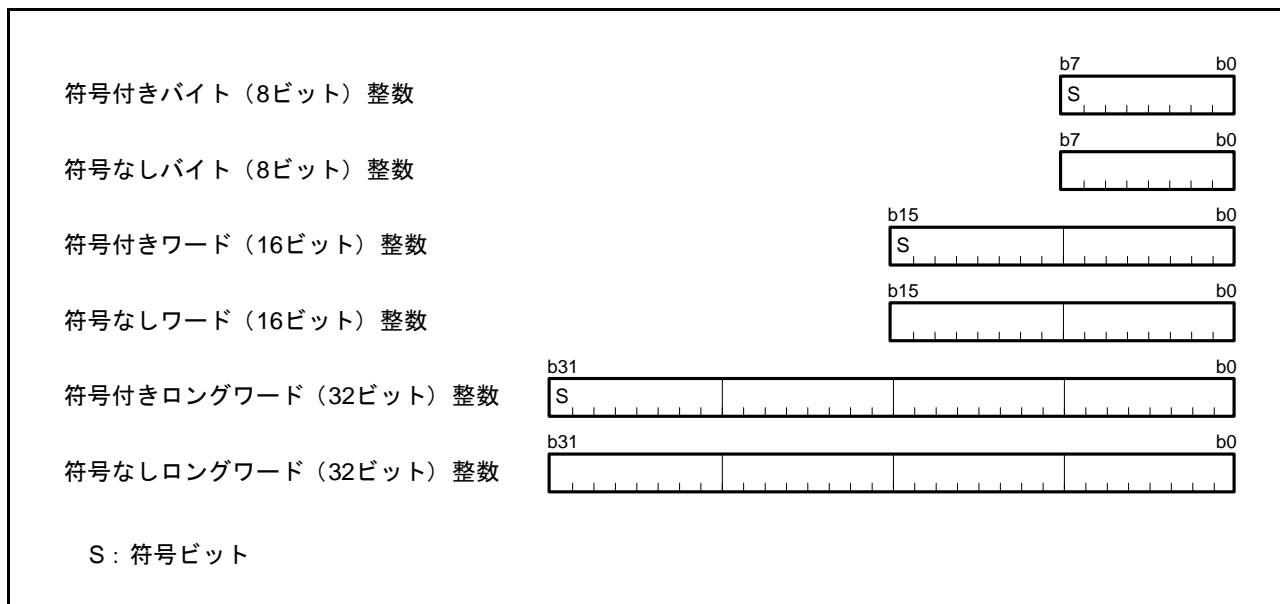 b7 b0
符号付きバイト（8ビット）整数 S
b7 b0
符号なしバイト（8ビット）整数
b15 b0
符号付きワード（16ビット）整数 S
b15 b0
符号なしワード（16ビット）整数
b31 b0
符号付きロングワード（32ビット）整数 S
b31 b0
符号なしロングワード（32ビット）整数
S : 符号ビット